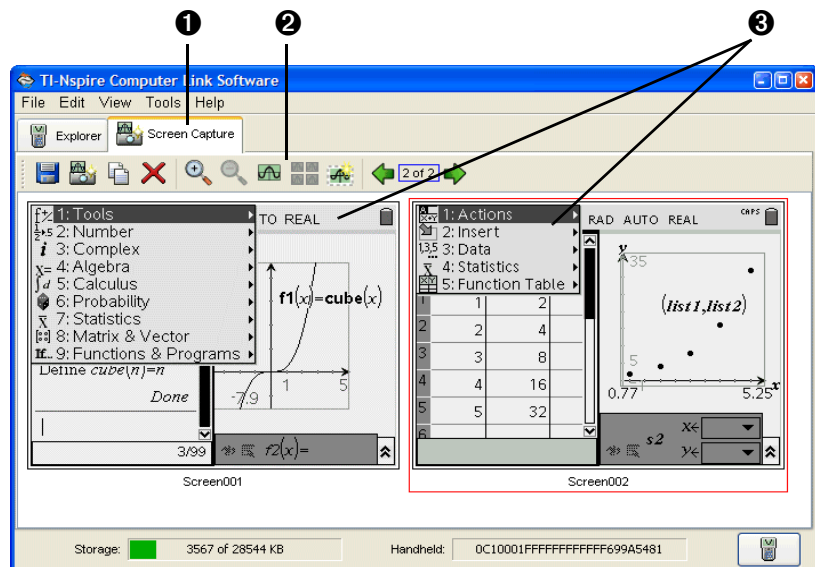 ❶ ❷ ❸
TI-Nspire Computer Link Software
File Edit View Tools Help
Explorer Screen Capture
2 of 2
1: Tools
2: Number
3: Complex
4: Algebra
5: Calculus
6: Probability
7: Statistics
8: Matrix & Vector
9: Functions & Programs
TO REAL
f1(x)=cube(x)
1 5
-7.9
Define cube(n)=n
Done
3/99
f2(x)=
Screen001
1: Actions
2: Insert
3: Data
4: Statistics
5: Function Table
RAD AUTO REAL
CAPS
1 1 2
2 2 4
3 3 8
4 4 16
5 5 32
6
y
35
(list1,list2)
5
x
0.77 5.25
s2
x←
y←
Screen002
Storage: 3567 of 28544 KB Handheld: 0C10001FFFFFFFFFFFF699A5481